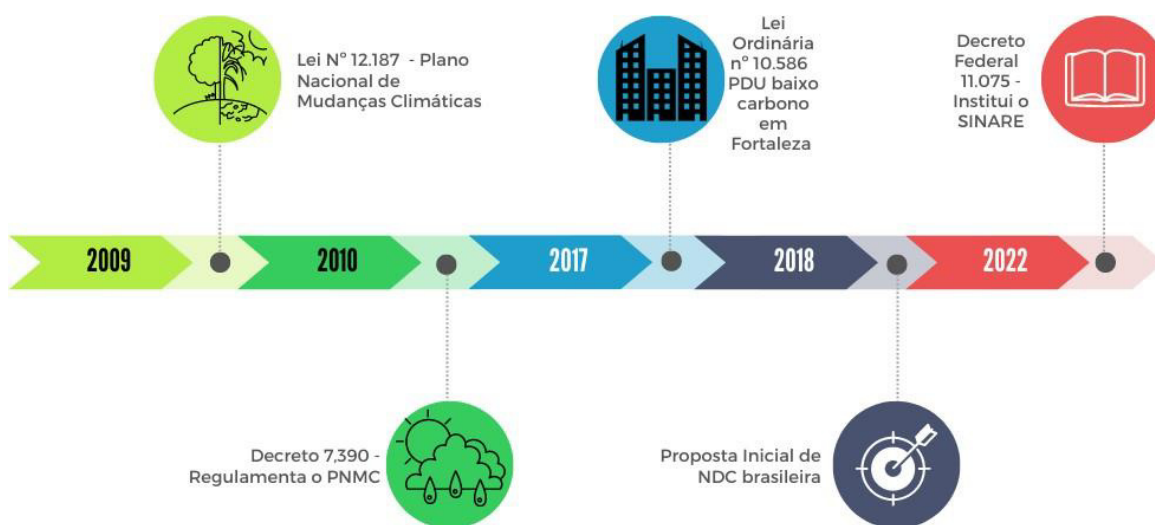 Lei Nº 12.187 - Plano
Nacional de
Mudanças Climáticas
Lei
Ordinária
nº 10.586
PDU baixo
carbono
em
Fortaleza
Decreto
Federal
11.075 -
Institui o
SINARE
2009
2010
2017
2018
2022
Decreto 7,390 -
Regulamenta o PNMC
Proposta Inicial de
NDC brasileira